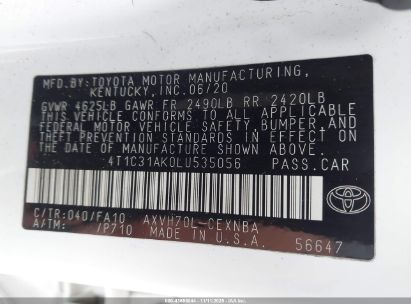 MFD. BY: TOYOTA MOTOR MANUFACTURING,
KENTUCKY, INC. 06/20
GVWR 4625LB GAWR FR 2490LB RR 2420LB
THIS VEHICLE CONFORMS TO ALL APPLICABLE
FEDERAL MOTOR VEHICLE SAFETY, BUMPER, AND
THEFT PREVENTION STANDARDS IN EFFECT ON
THE DATE OF MANUFACTURE SHOWN ABOVE.
4T1C31AK0LU535056 PASS.CAR
C/TR:040/FA10 AXVH70L-CEXNBA
A/TM: /P710 MADE IN U.S.A.
56647
TOYOTA